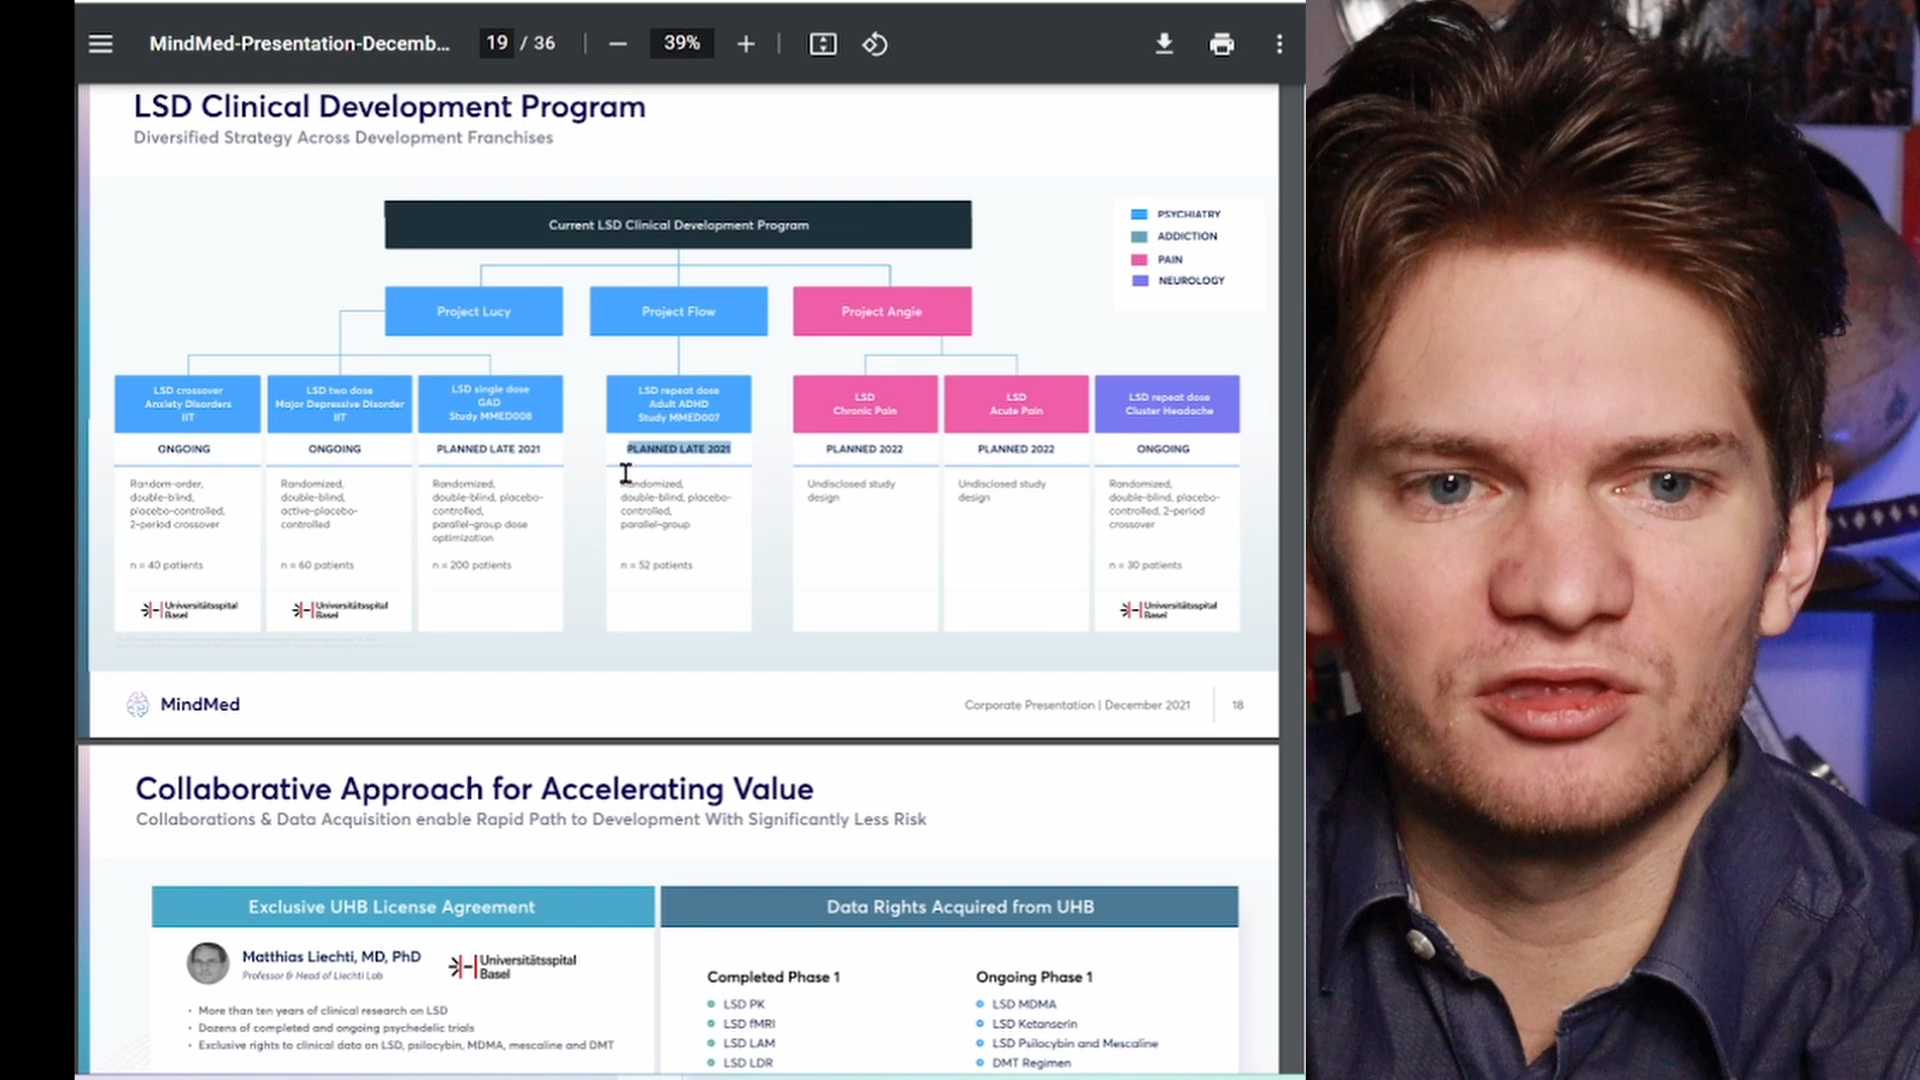 MindMed-Presentation-Decemb...
19 / 36
39%
LSD Clinical Development Program
Diversified Strategy Across Development Franchises
Current LSD Clinical Development Program
PSYCHIATRY
ADDICTION
PAIN
NEUROLOGY
Project Lucy
Project Flow
Project Angie
LSD crossover
Anxiety Disorders
IIT
ONGOING
Random-order,
double-blind,
placebo-controlled,
2-period crossover
n = 40 patients
Universitätsspital
Basel
LSD two dose
Major Depressive Disorder
IIT
ONGOING
Randomized,
double-blind,
active-placebo-
controlled
n = 60 patients
Universitätsspital
Basel
LSD single dose
GAD
Study MMED008
PLANNED LATE 2021
Randomized,
double-blind, placebo-
controlled,
parallel-group dose
optimization
n = 200 patients
LSD repeat dose
Adult ADHD
Study MMED007
PLANNED LATE 2021
Randomized,
double-blind, placebo-
controlled,
parallel-group
n = 52 patients
LSD
Chronic Pain
PLANNED 2022
Undisclosed study
design
LSD
Acute Pain
PLANNED 2022
Undisclosed study
design
LSD repeat dose
Cluster Headache
ONGOING
Randomized,
double-blind, placebo-
controlled, 2-period
crossover
n = 30 patients
Universitätsspital
Basel
MindMed
Corporate Presentation | December 2021
18
Collaborative Approach for Accelerating Value
Collaborations & Data Acquisition enable Rapid Path to Development With Significantly Less Risk
Exclusive UHB License Agreement
Matthias Liechti, MD, PhD
Professor & Head of Liechti Lab
Universitätsspital
Basel
• More than ten years of clinical research on LSD
• Dozens of completed and ongoing psychedelic trials
• Exclusive rights to clinical data on LSD, psilocybin, MDMA, mescaline and DMT
Data Rights Acquired from UHB
Completed Phase 1
LSD PK
LSD fMRI
LSD LAM
LSD LDR
Ongoing Phase 1
LSD MDMA
LSD Ketanserin
LSD Psilocybin and Mescaline
DMT Regimen